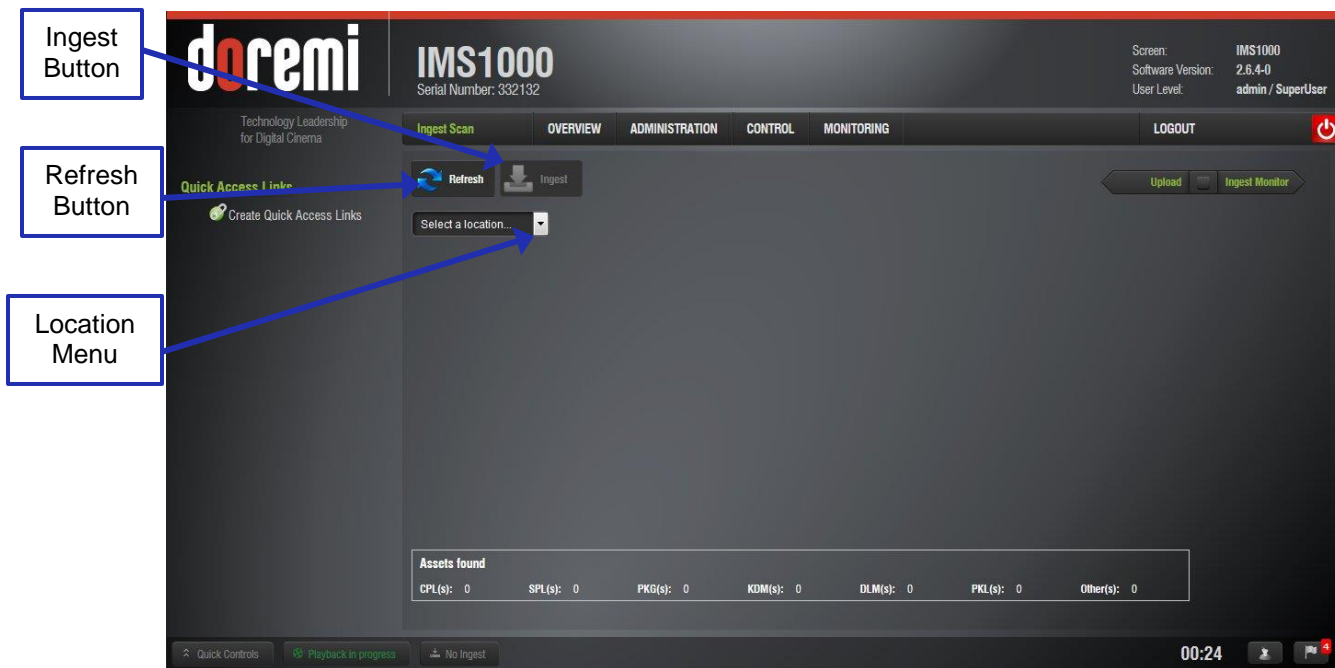 Ingest
Button
Refresh
Button
Location
Menu
doremi
Technology Leadership
for Digital Cinema
IMS1000
Serial Number: 332132
Screen: IMS1000
Software Version: 2.6.4-0
User Level: admin / SuperUser
Ingest Scan OVERVIEW ADMINISTRATION CONTROL MONITORING LOGOUT
Quick Access Links
Create Quick Access Links
Refresh Ingest Upload Ingest Monitor
Select a location...
Assets found
CPL(s): 0 SPL(s): 0 PKG(s): 0 KDM(s): 0 DLM(s): 0 PKL(s): 0 Other(s): 0
Quick Controls Playback in progress No Ingest 00:24 4